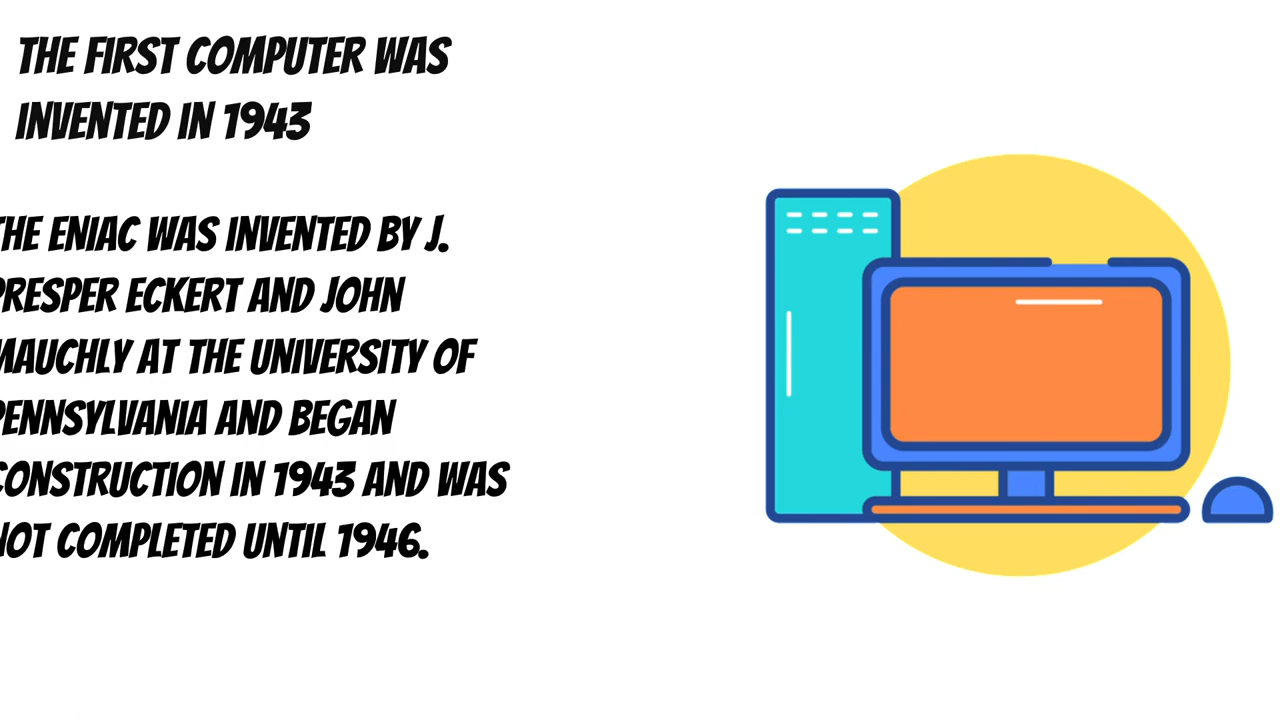 THE FIRST COMPUTER WAS
INVENTED IN 1943
THE ENIAC WAS INVENTED BY J.
PRESPER ECKERT AND JOHN
MAUCHLY AT THE UNIVERSITY OF
PENNSYLVANIA AND BEGAN
CONSTRUCTION IN 1943 AND WAS
NOT COMPLETED UNTIL 1946.